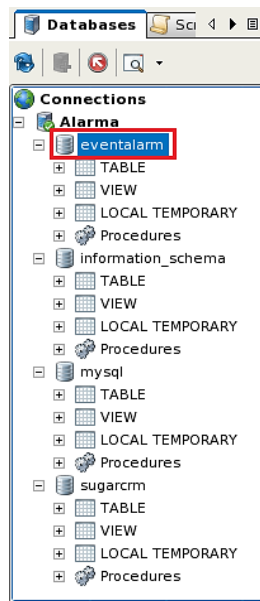 Databases Sc
Connections
Alarma
eventalarm
TABLE
VIEW
LOCAL TEMPORARY
Procedures
information_schema
TABLE
VIEW
LOCAL TEMPORARY
Procedures
mysql
TABLE
VIEW
LOCAL TEMPORARY
Procedures
sugarcrm
TABLE
VIEW
LOCAL TEMPORARY
Procedures